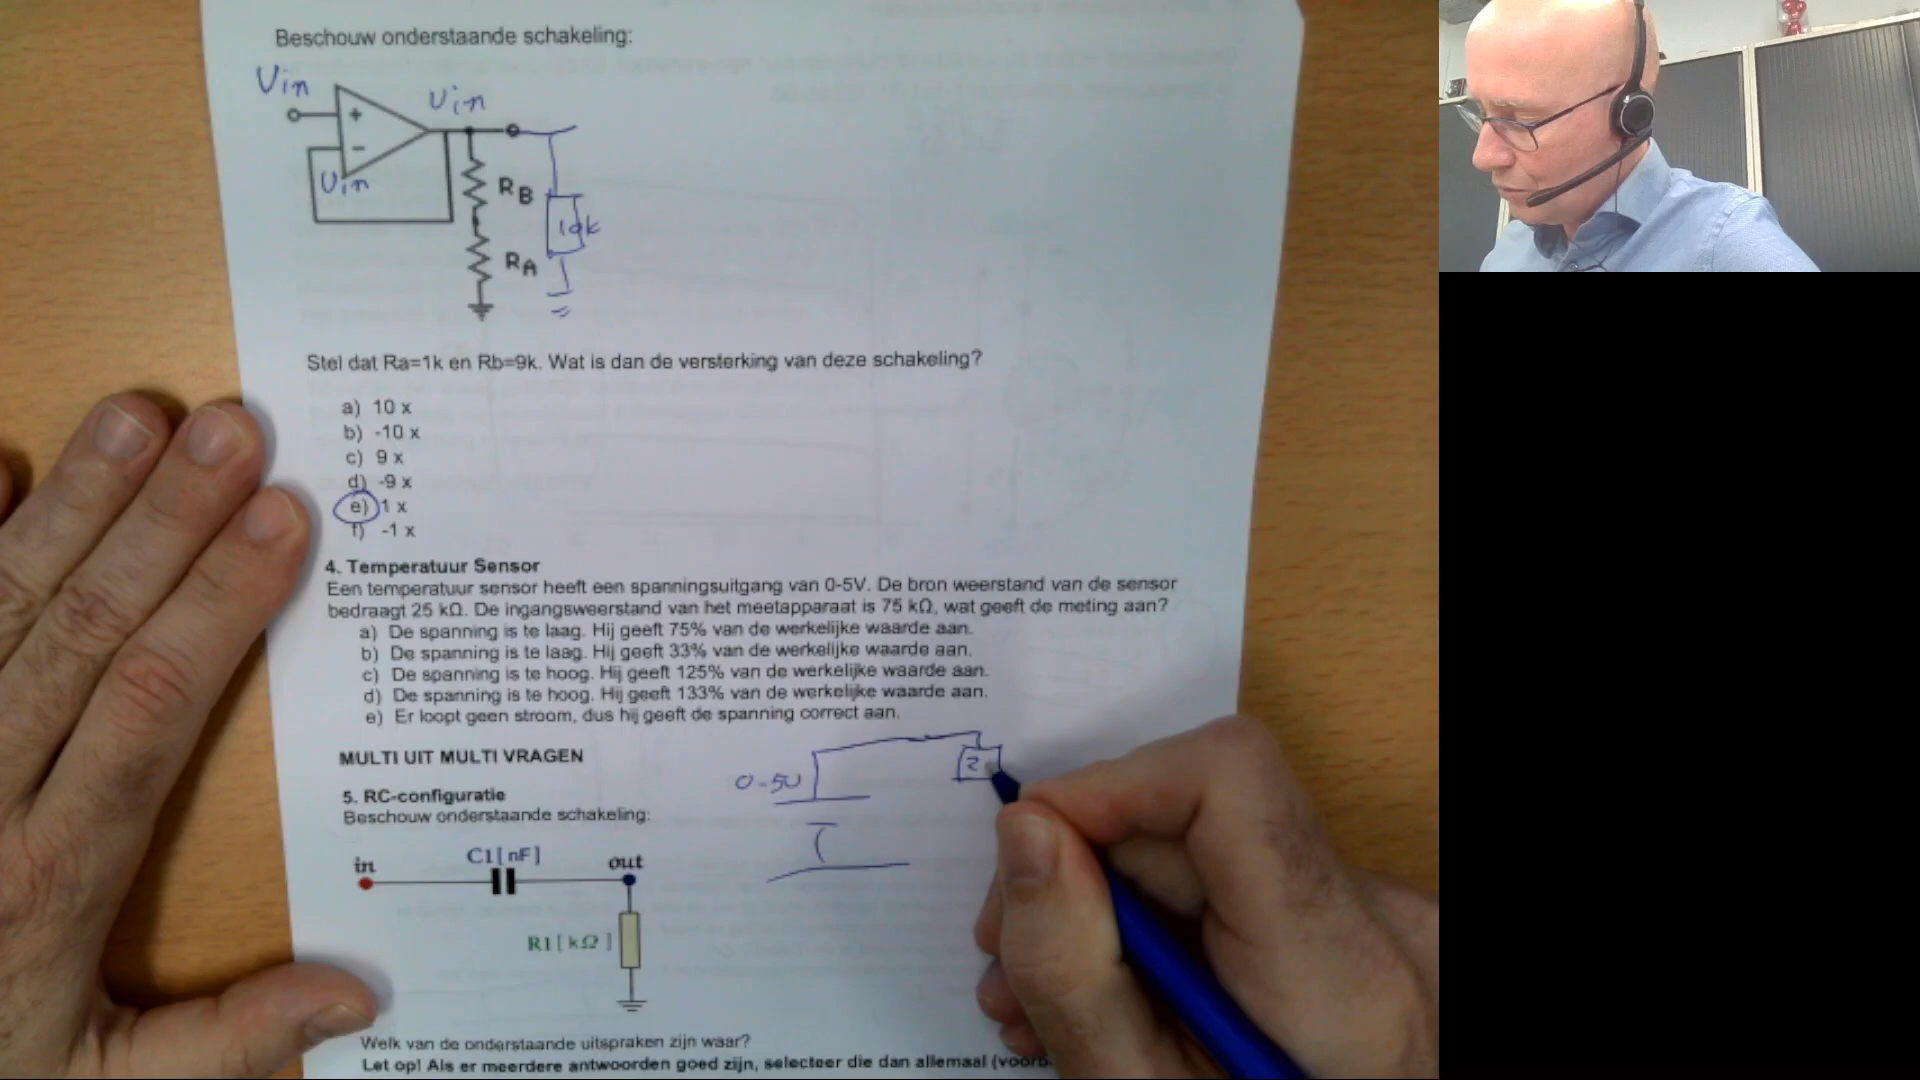 Beschouw onderstaande schakeling:
Vin
Vin
+
-
Vin
RB
10k
RA
Stel dat Ra=1k en Rb=9k. Wat is dan de versterking van deze schakeling?
a) 10 x
b) -10 x
c) 9 x
d) -9 x
e) 1 x
f) -1 x
4. Temperatuur Sensor
Een temperatuur sensor heeft een spanningsuitgang van 0-5V. De bron weerstand van de sensor
bedraagt 25 kΩ. De ingangsweerstand van het meetapparaat is 75 kΩ, wat geeft de meting aan?
a) De spanning is te laag. Hij geeft 75% van de werkelijke waarde aan.
b) De spanning is te laag. Hij geeft 33% van de werkelijke waarde aan.
c) De spanning is te hoog. Hij geeft 125% van de werkelijke waarde aan.
d) De spanning is te hoog. Hij geeft 133% van de werkelijke waarde aan.
e) Er loopt geen stroom, dus hij geeft de spanning correct aan.
MULTI UIT MULTI VRAGEN
0-5V
2
5. RC-configuratie
Beschouw onderstaande schakeling:
in
C1[nF]
out
R1[kΩ]
Welk van de onderstaande uitspraken zijn waar?
Let op! Als er meerdere antwoorden goed zijn, selecteer die dan allemaal